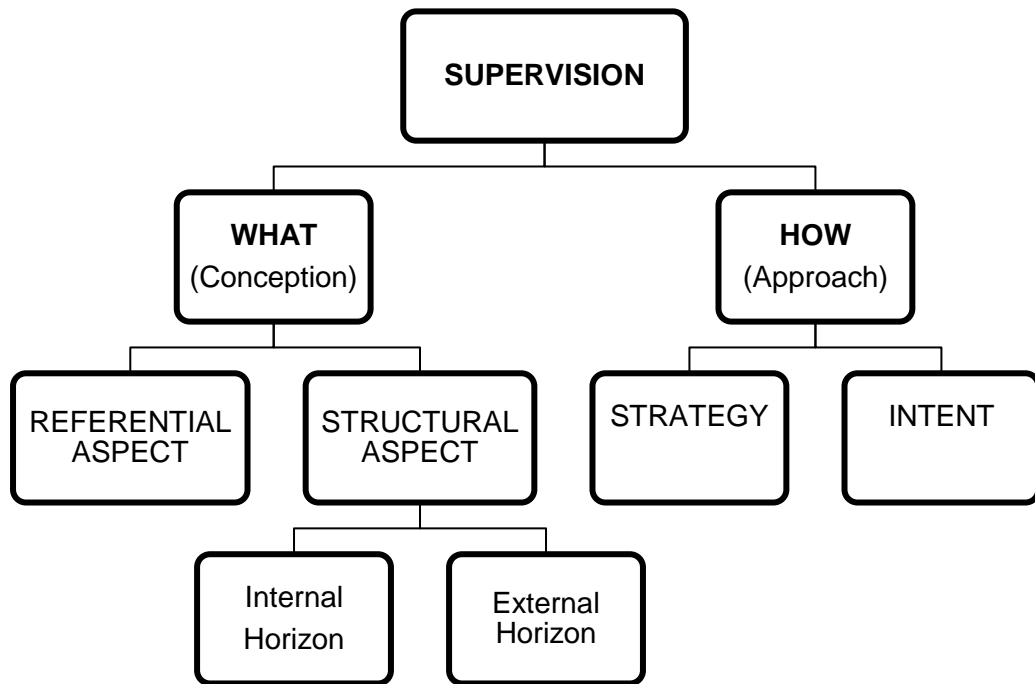 SUPERVISION
WHAT
(Conception)
HOW
(Approach)
REFERENTIAL
ASPECT
STRUCTURAL
ASPECT
STRATEGY
INTENT
Internal
Horizon
External
Horizon